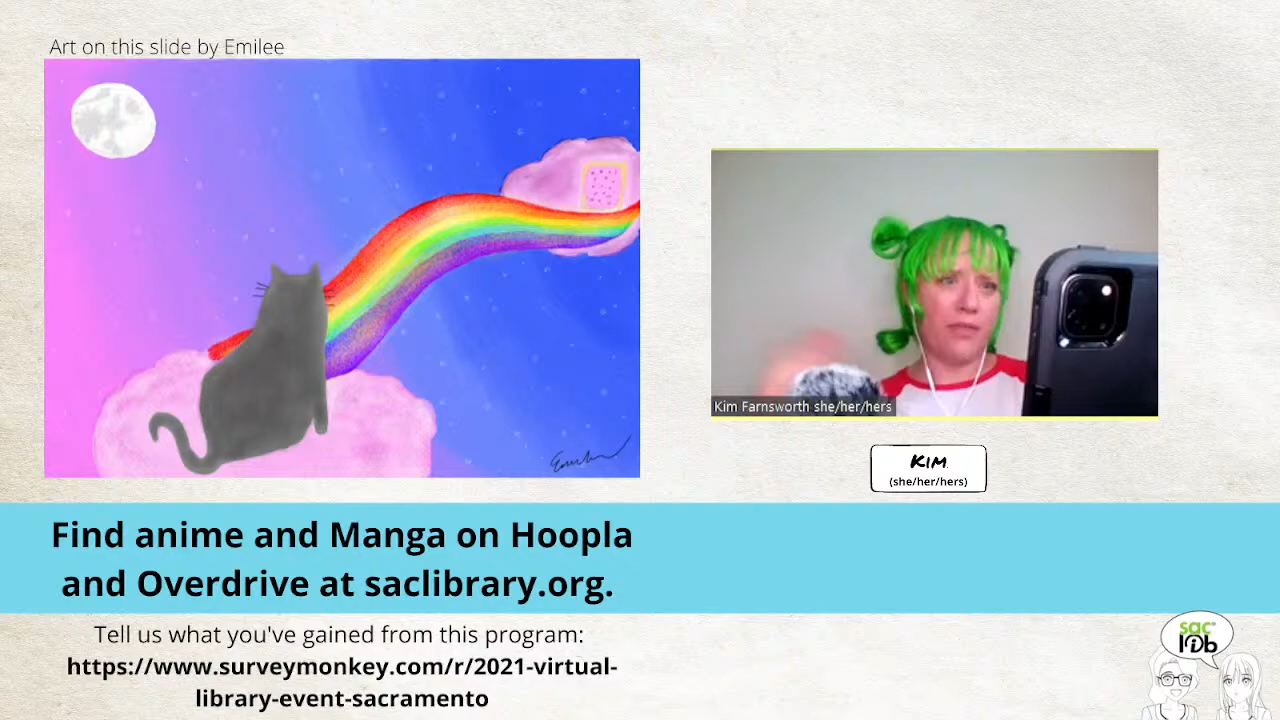 Art on this slide by Emilee
Kim Farnsworth she/her/hers
Kim
(she/her/hers)
Find anime and Manga on Hoopla
and Overdrive at saclibrary.org.
Tell us what you've gained from this program:
https://www.surveymonkey.com/r/2021-virtual-
library-event-sacramento
sac
lib